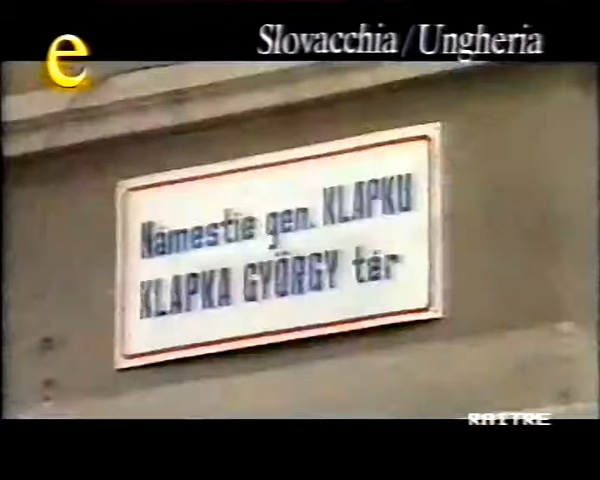 e
Slovacchia/Ungheria
Námestie gen. KLAPKU
KLAPKA GYÖRGY tér
RAITRE